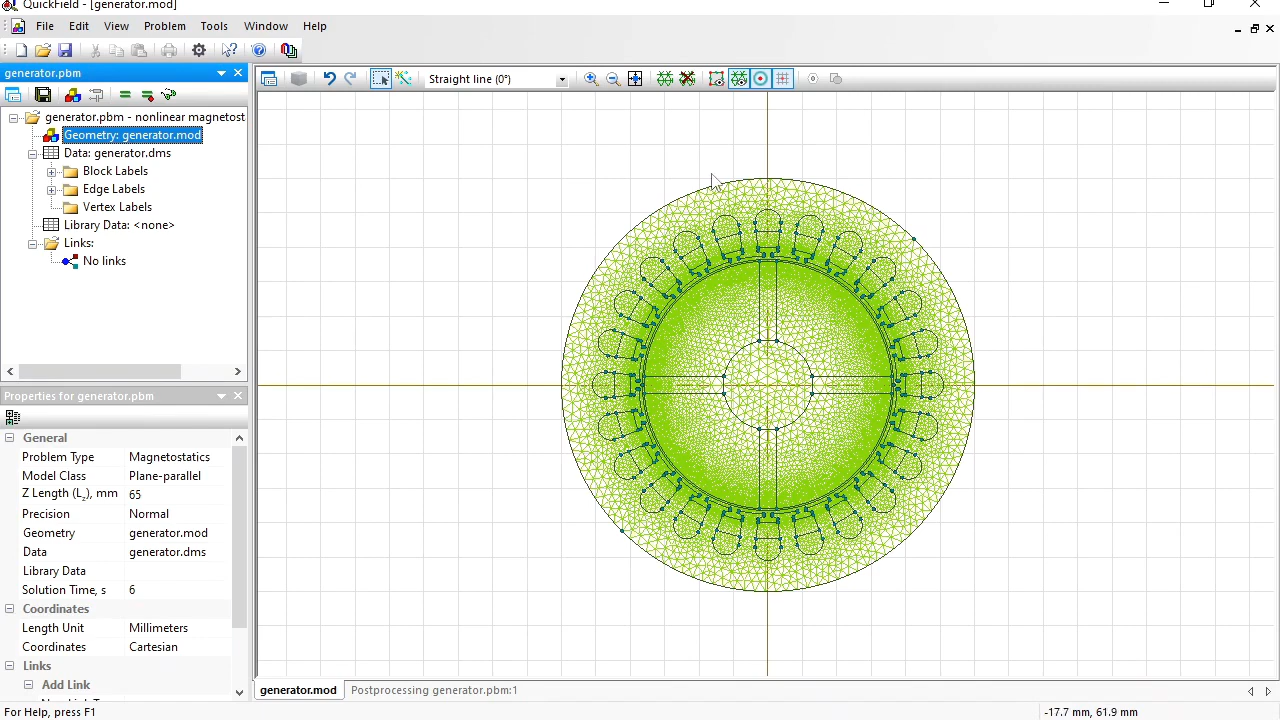 QuickField - [generator.mod]
File Edit View Problem Tools Window Help
generator.pbm
Straight line (0°)
generator.pbm - nonlinear magnetost
Geometry: generator.mod
Data: generator.dms
Block Labels
Edge Labels
Vertex Labels
Library Data: <none>
Links:
No links
Properties for generator.pbm
General
Problem Type Magnetostatics
Model Class Plane-parallel
Z Length (Lz), mm 65
Precision Normal
Geometry generator.mod
Data generator.dms
Library Data
Solution Time, s 6
Coordinates
Length Unit Millimeters
Coordinates Cartesian
Links
Add Link
generator.mod Postprocessing generator.pbm:1
For Help, press F1 -17.7 mm, 61.9 mm